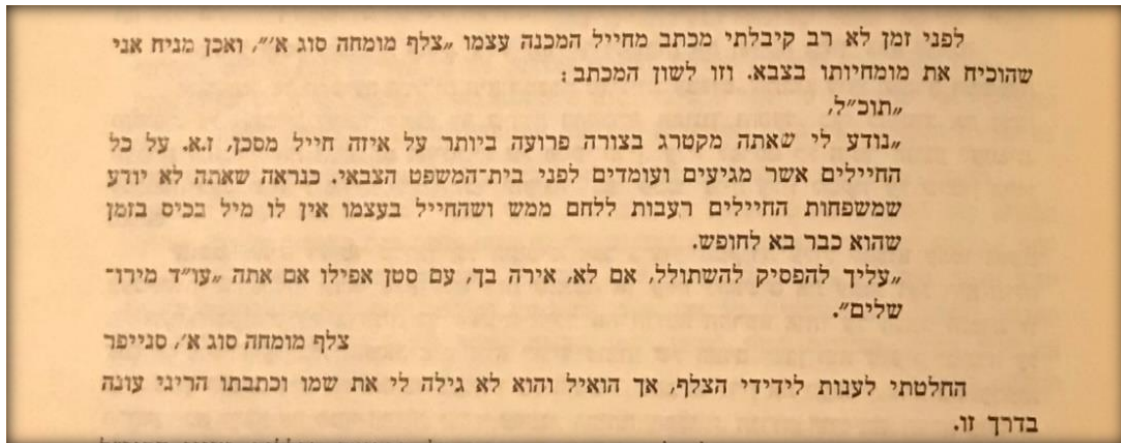 לפני זמן לא רב קיבלתי מכתב מחייל המכנה עצמו „צלף מומחה סוג א׳״, ואכן מניח אני
שהוכיח את מומחיותו בצבא. וזו לשון המכתב:
„תוכ״ל,
„נודע לי שאתה מקטרג בצורה פרועה ביותר על איזה חייל מסכן, ז.א. על כל
החיילים אשר מגיעים ועומדים לפני בית־המשפט הצבאי. כנראה שאתה לא יודע
שמשפחות החיילים רעבות ללחם ממש ושהחייל בעצמו אין לו מיל בכיס בזמן
שהוא כבר בא לחופש.
„עליך להפסיק להשתולל, אם לא, אירה בך, עם סטן אפילו אם אתה „עו״ד מירו־
שלים״.
צלף מומחה סוג א׳, סנייפר
החלטתי לענות לידידי הצלף, אך הואיל והוא לא גילה לי את שמו וכתבתו הריני עונה
בדרך זו.